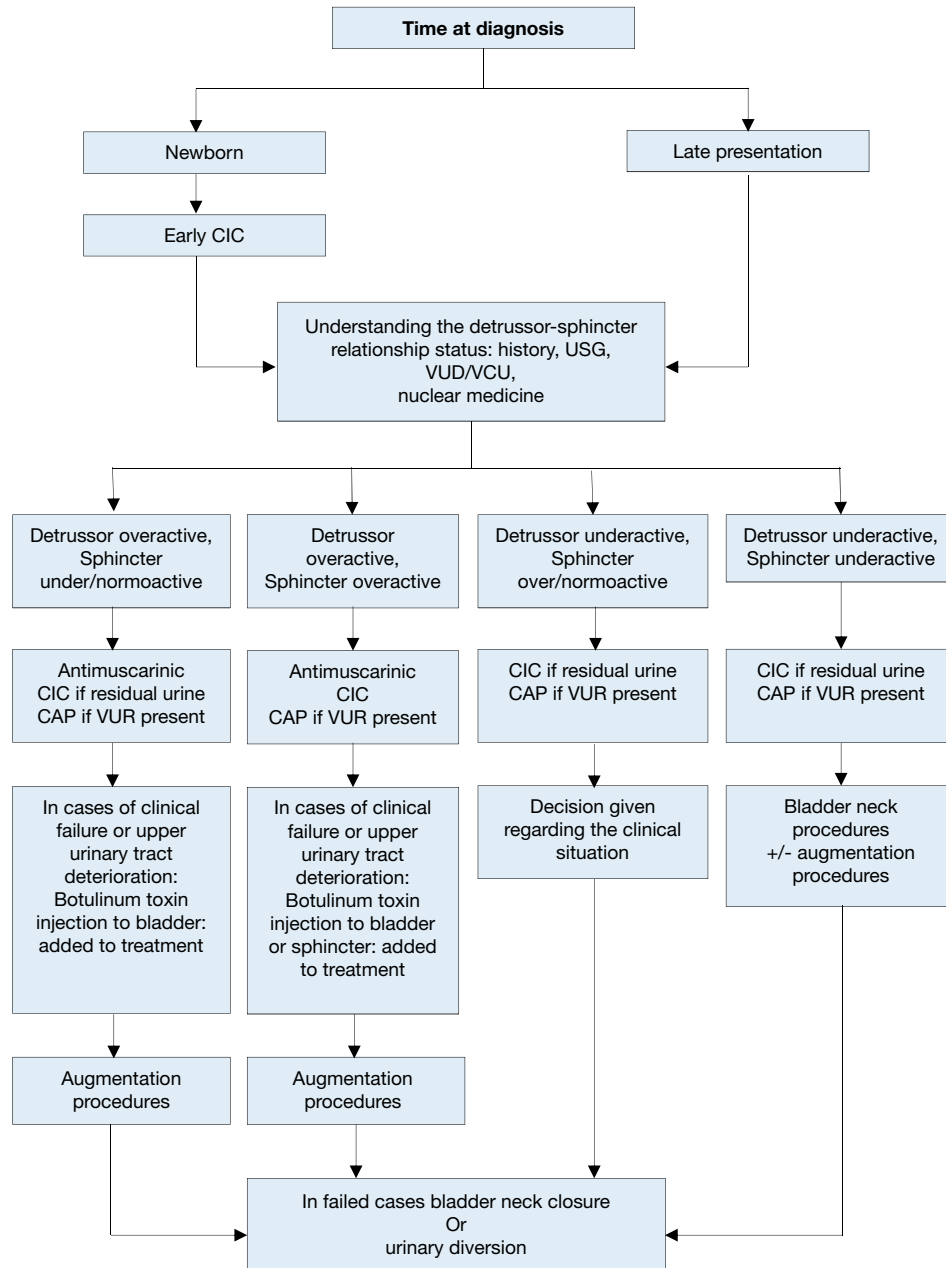 Time at diagnosis
Newborn
Late presentation
Early CIC
Understanding the detrussor-sphincter
relationship status: history, USG,
VUD/VCU,
nuclear medicine
Detrussor overactive,
Sphincter
under/normoactive
Detrussor
overactive,
Sphincter overactive
Detrussor underactive,
Sphincter
over/normoactive
Detrussor underactive,
Sphincter underactive
Antimuscarinic
CIC if residual urine
CAP if VUR present
Antimuscarinic
CIC
CAP if VUR present
CIC if residual urine
CAP if VUR present
CIC if residual urine
CAP if VUR present
In cases of clinical
failure or upper
urinary tract
deterioration:
Botulinum toxin
injection to bladder:
added to treatment
In cases of clinical
failure or upper
urinary tract
deterioration:
Botulinum toxin
injection to bladder
or sphincter: added
to treatment
Decision given
regarding the clinical
situation
Bladder neck
procedures
+/- augmentation
procedures
Augmentation
procedures
Augmentation
procedures
In failed cases bladder neck closure
Or
urinary diversion